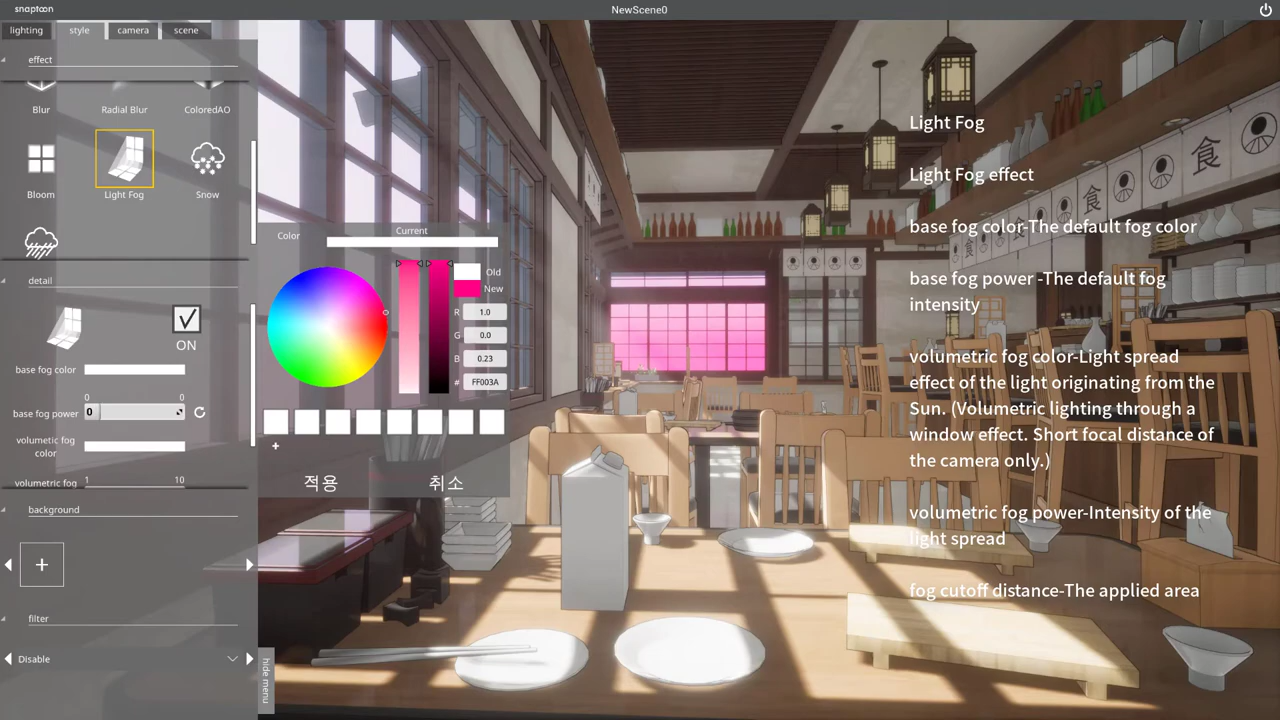 snaptoon
NewScene0
lighting
style
camera
scene
effect
Blur
Radial Blur
ColoredAO
Bloom
Light Fog
Snow
detail
ON
base fog color
0
0
base fog power
0
volumetic fog
color
volumetric fog
1
10
background
+
filter
Disable
hide menu
Color
Current
Old
New
R
1.0
G
0.0
B
0.23
#
FF003A
+
적용
취소
Light Fog
Light Fog effect
base fog color-The default fog color
base fog power -The default fog
intensity
volumetric fog color-Light spread
effect of the light originating from the
Sun. (Volumetric lighting through a
window effect. Short focal distance of
the camera only.)
volumetric fog power-Intensity of the
light spread
fog cutoff distance-The applied area
食
食